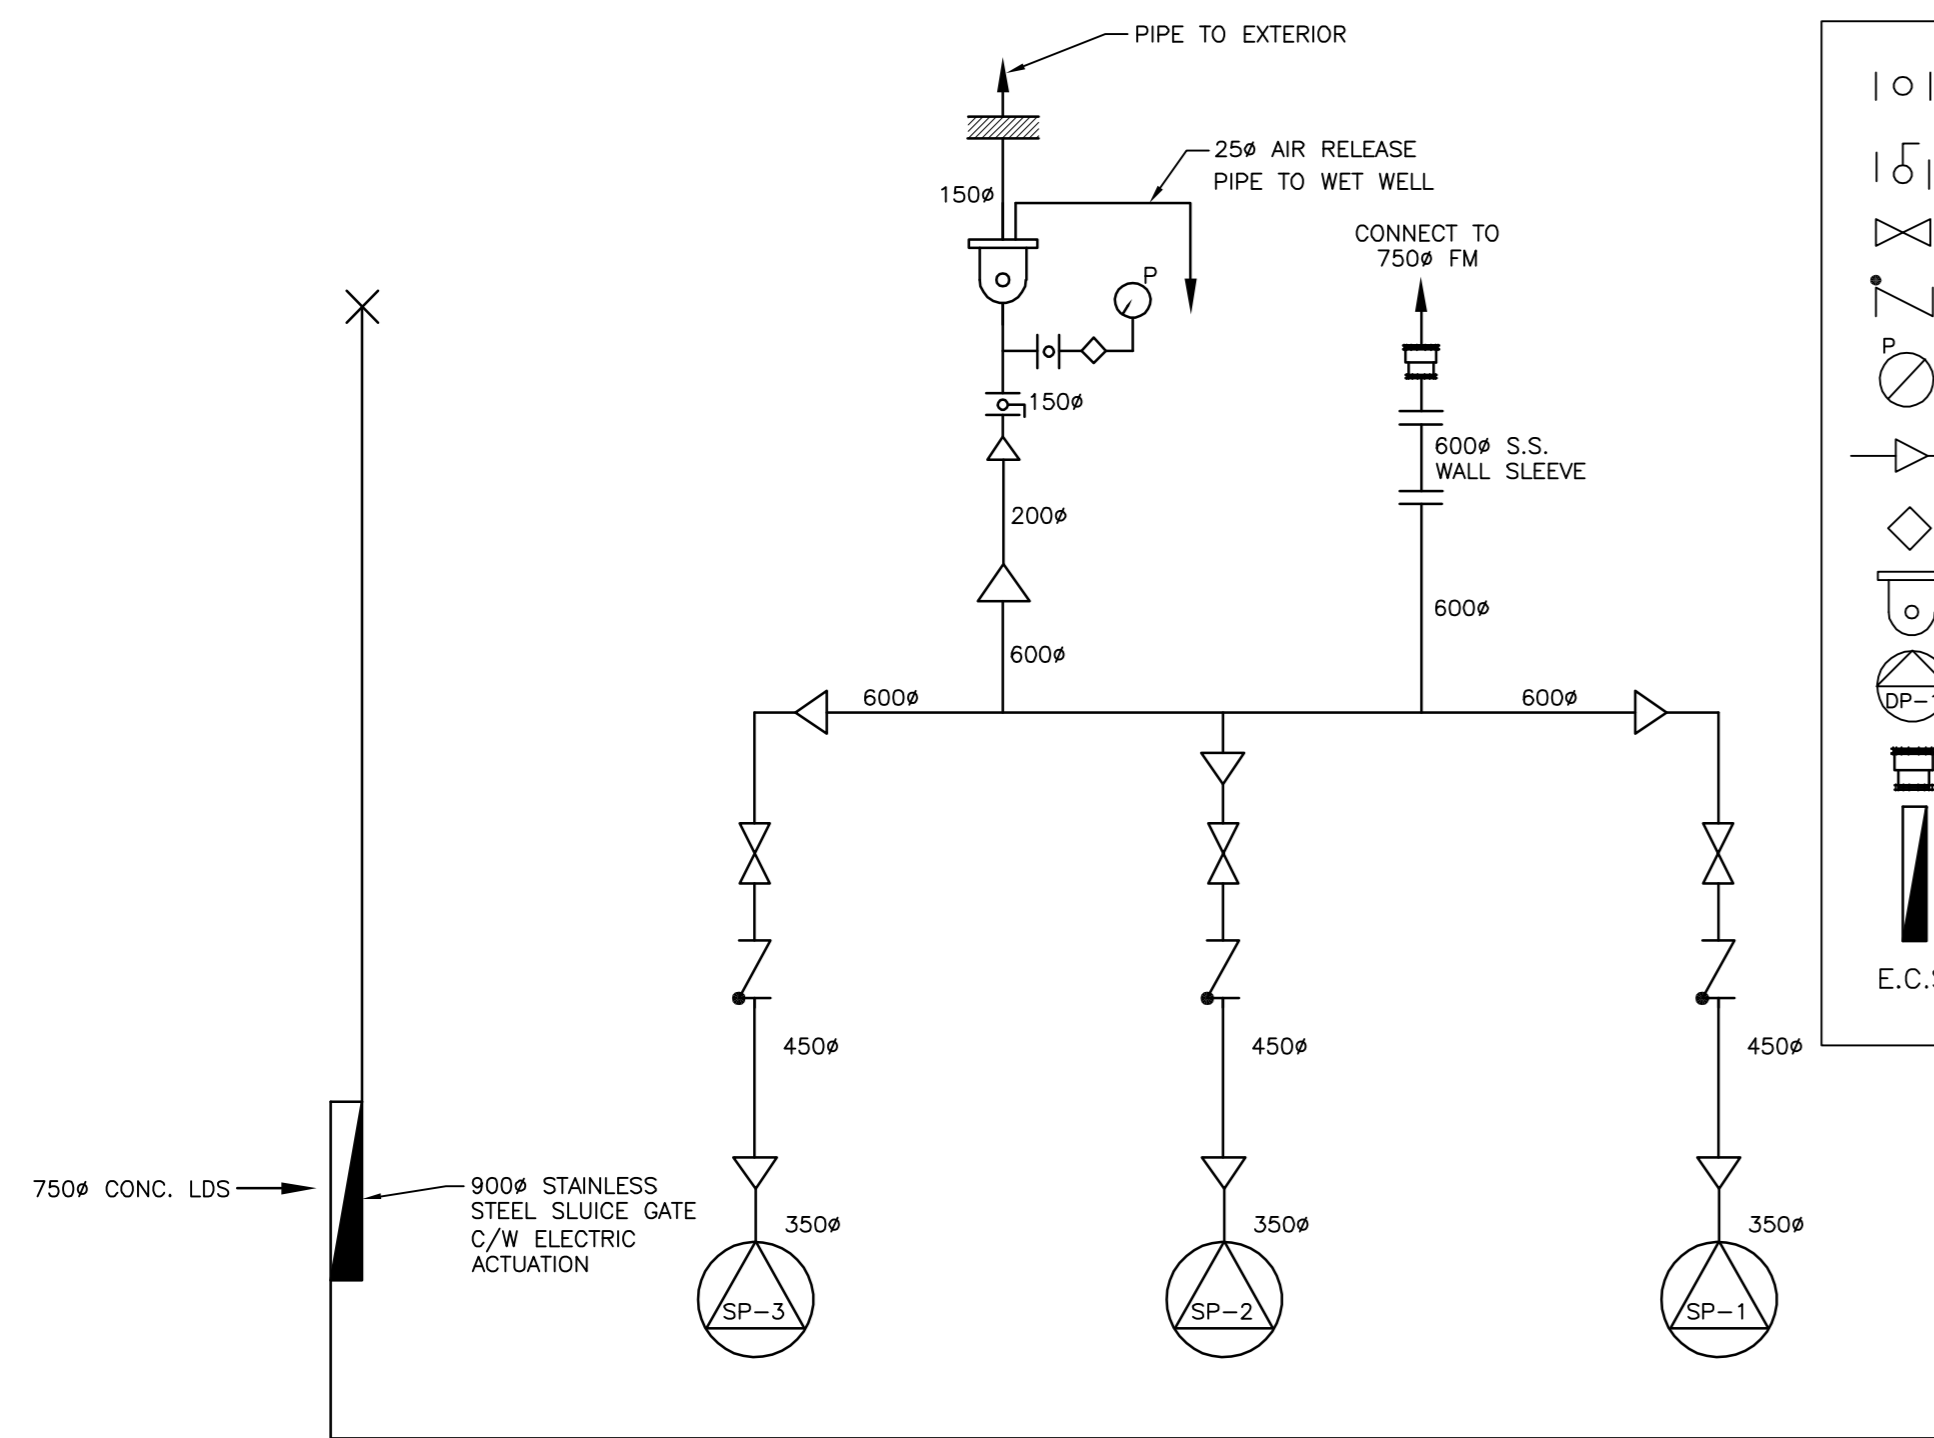 PIPE TO EXTERIOR
25ø AIR RELEASE
PIPE TO WET WELL
150ø
CONNECT TO
750ø FM
P
150ø
600ø S.S.
WALL SLEEVE
200ø
600ø
600ø
600ø
600ø
450ø
450ø
450ø
750ø CONC. LDS
900ø STAINLESS
STEEL SLUICE GATE
C/W ELECTRIC
ACTUATION
350ø
350ø
350ø
SP-3
SP-2
SP-1
P
DP-1